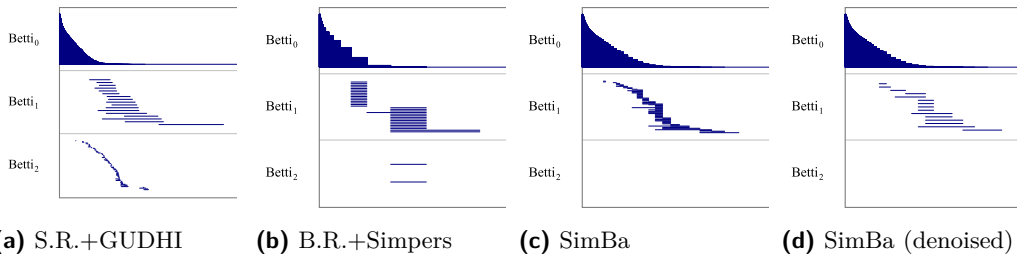 Betti0
Betti1
Betti2
Betti0
Betti1
Betti2
Betti0
Betti1
Betti2
Betti0
Betti1
Betti2
(a) S.R.+GUDHI
(b) B.R.+Simpers
(c) SimBa
(d) SimBa (denoised)